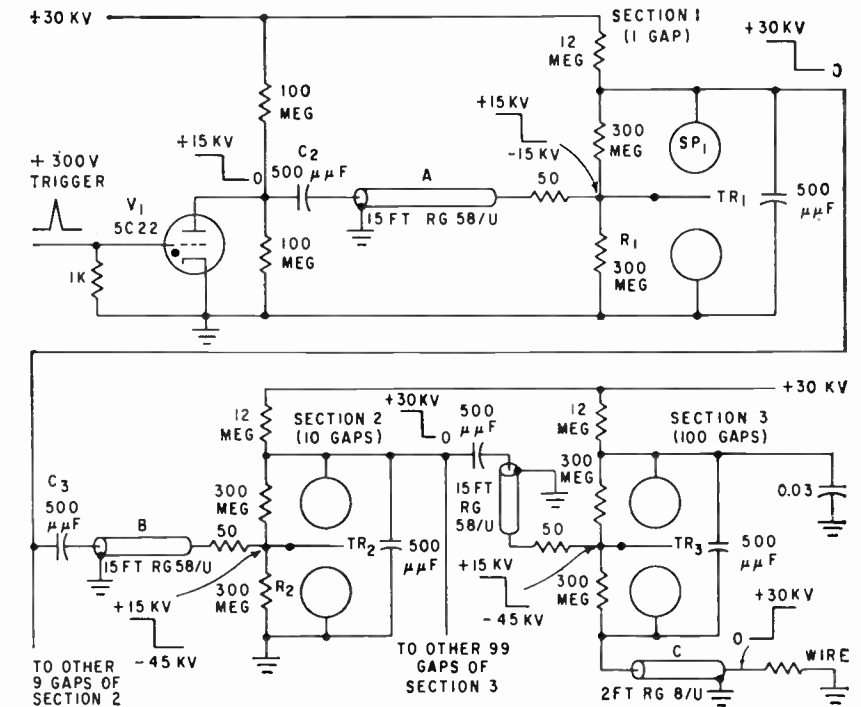 +30 KV
SECTION 1
(1 GAP)
12
MEG
+30 KV
0
100
MEG
+15 KV
0
C2
500 μμF
+15 KV
-15 KV
300
MEG
SP1
+ 300V
TRIGGER
V1
5C22
A
50
TR1
500
μμF
15 FT RG 58/U
1K
100
MEG
R1
300
MEG
+30 KV
12
MEG
SECTION 2
(10 GAPS)
+30 KV
0
500
μμF
12
MEG
SECTION 3
(100 GAPS)
300
MEG
C3
500
μμF
300
MEG
15 FT
RG
58/U
0.03
B
50
TR2
500
μμF
50
TR3
500
μμF
15 FT RG 58/U
+15 KV
-45 KV
300
MEG
R2
+15 KV
-45 KV
300
MEG
+30 KV
0
TO OTHER
9 GAPS OF
SECTION 2
TO OTHER 99
GAPS OF
SECTION 3
C
2 FT RG 8/U
WIRE